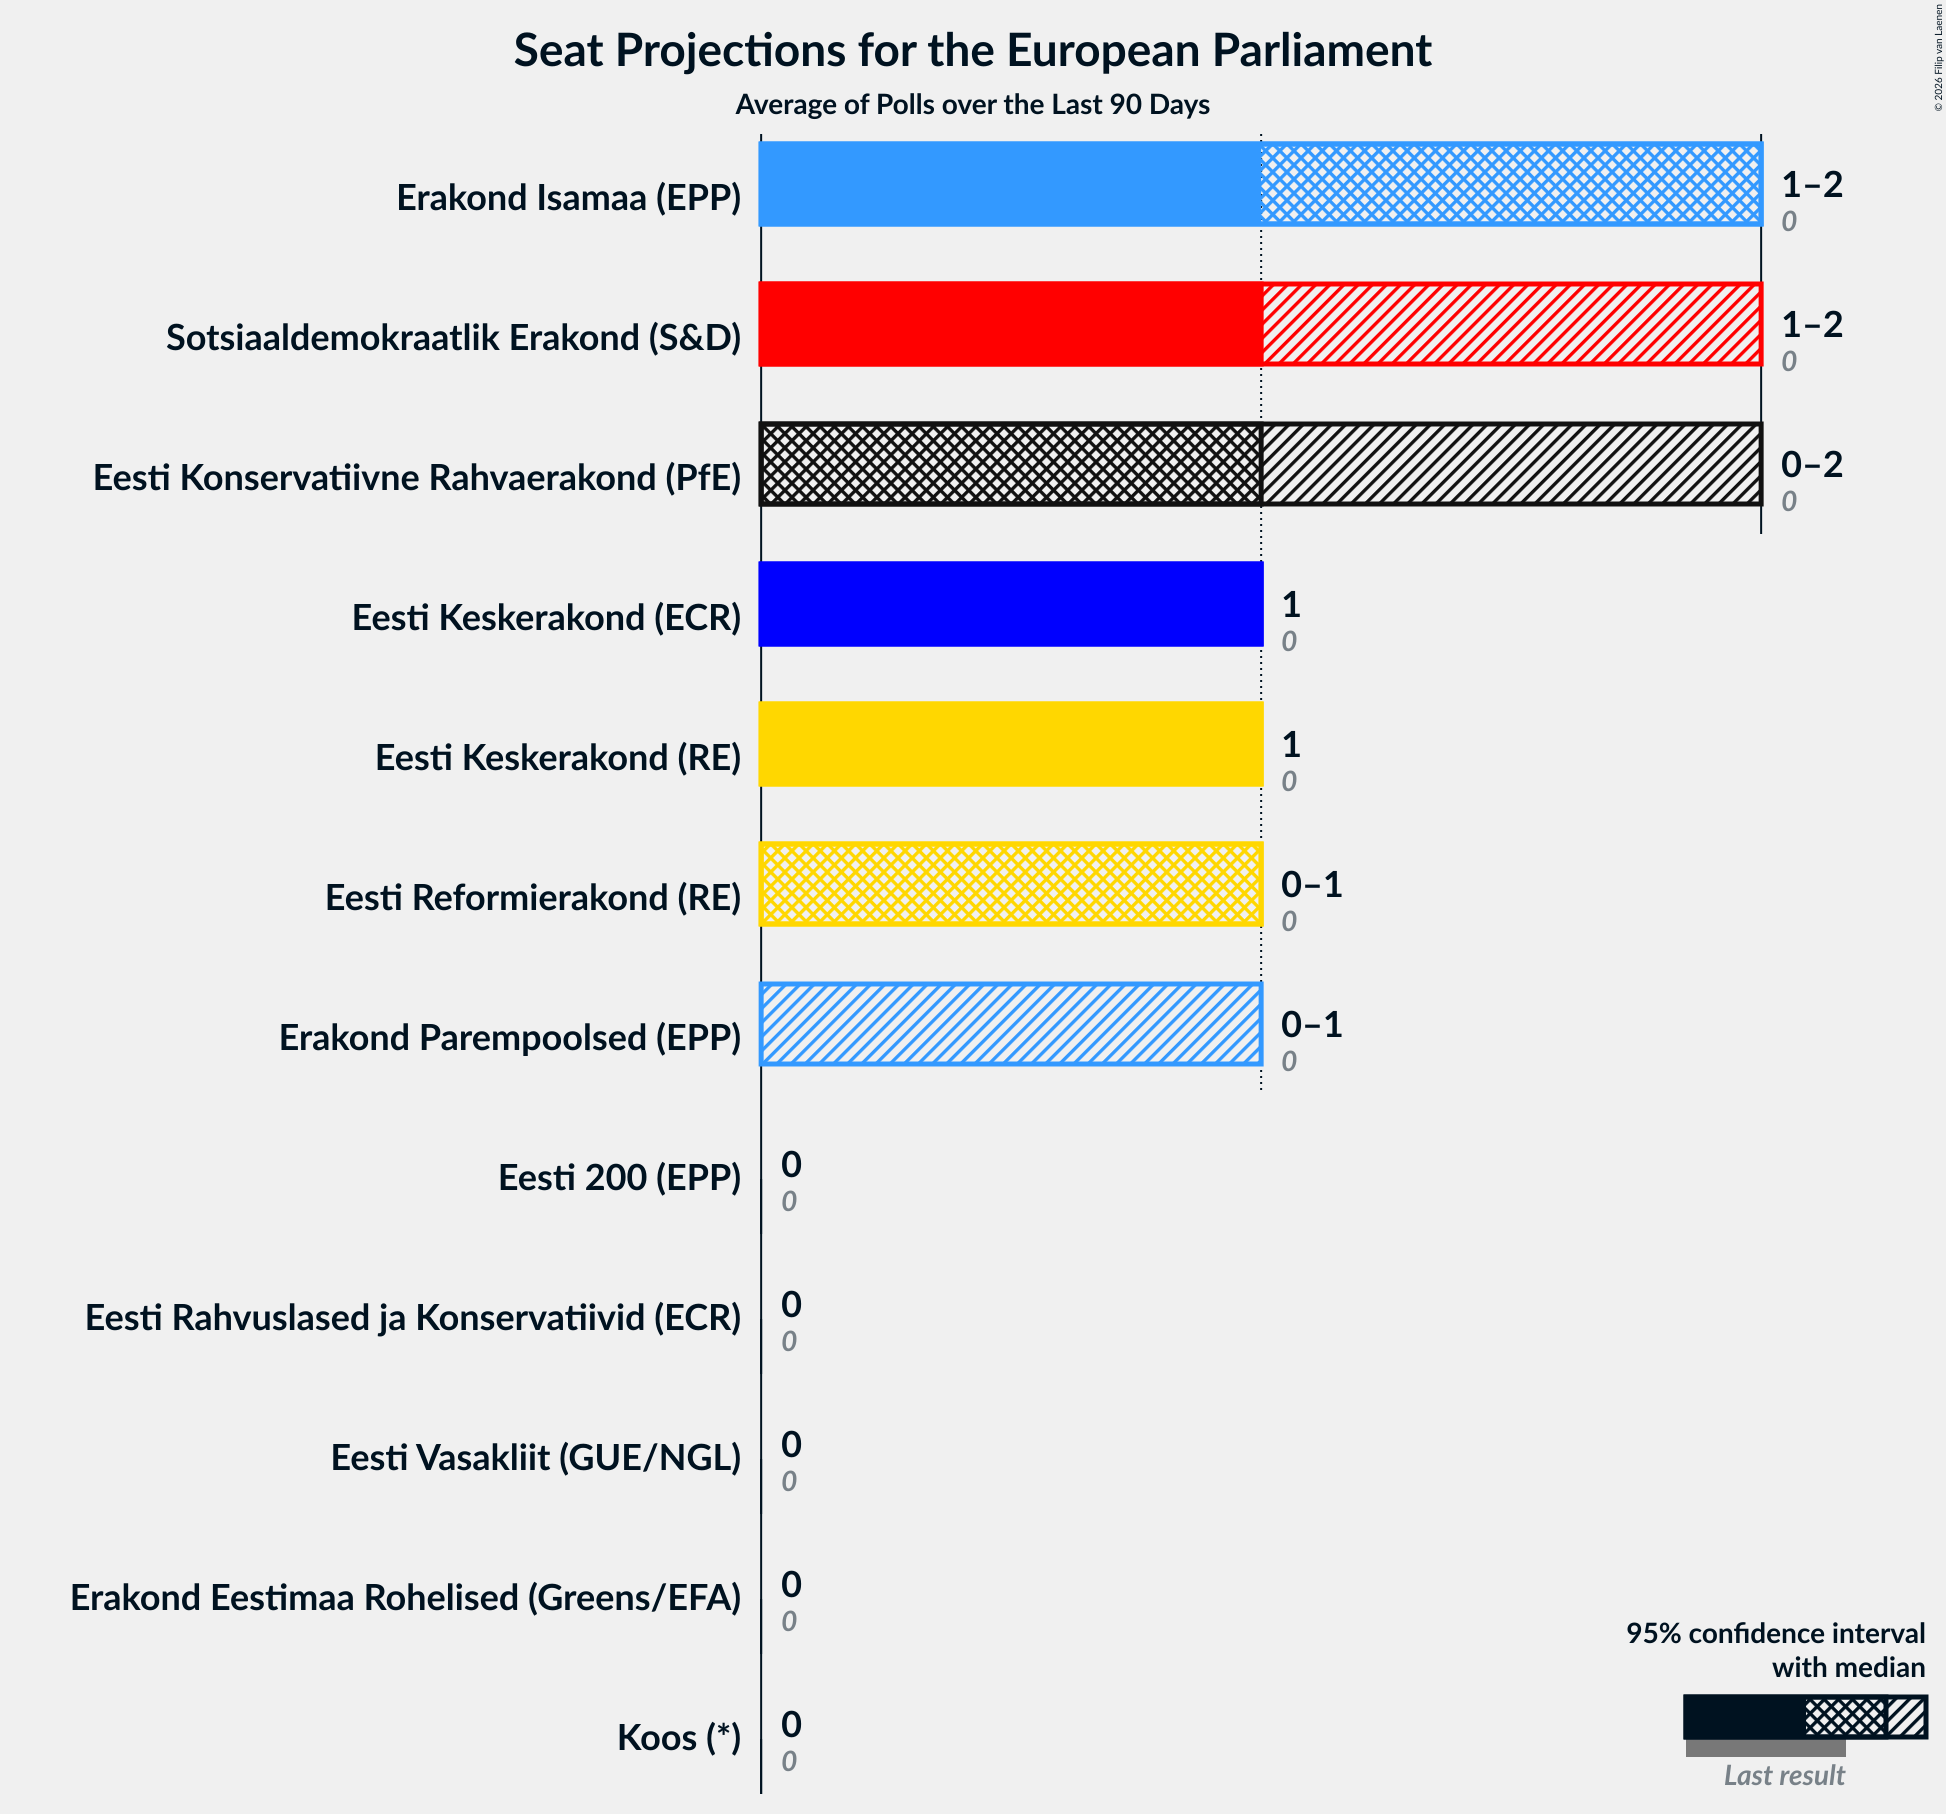 Seat Projections for the European Parliament
Average of Polls over the Last 90 Days
© 2026 Filip van Laenen
Erakond Isamaa (EPP)
1–2
0
Sotsiaaldemokraatlik Erakond (S&D)
1–2
0
Eesti Konservatiivne Rahvaerakond (PfE)
0–2
0
Eesti Keskerakond (ECR)
1
0
Eesti Keskerakond (RE)
1
0
Eesti Reformierakond (RE)
0–1
0
Erakond Parempoolsed (EPP)
0–1
0
Eesti 200 (EPP)
0
0
Eesti Rahvuslased ja Konservatiivid (ECR)
0
0
Eesti Vasakliit (GUE/NGL)
0
0
Erakond Eestimaa Rohelised (Greens/EFA)
0
0
Koos (*)
0
0
95% confidence interval
with median
Last result